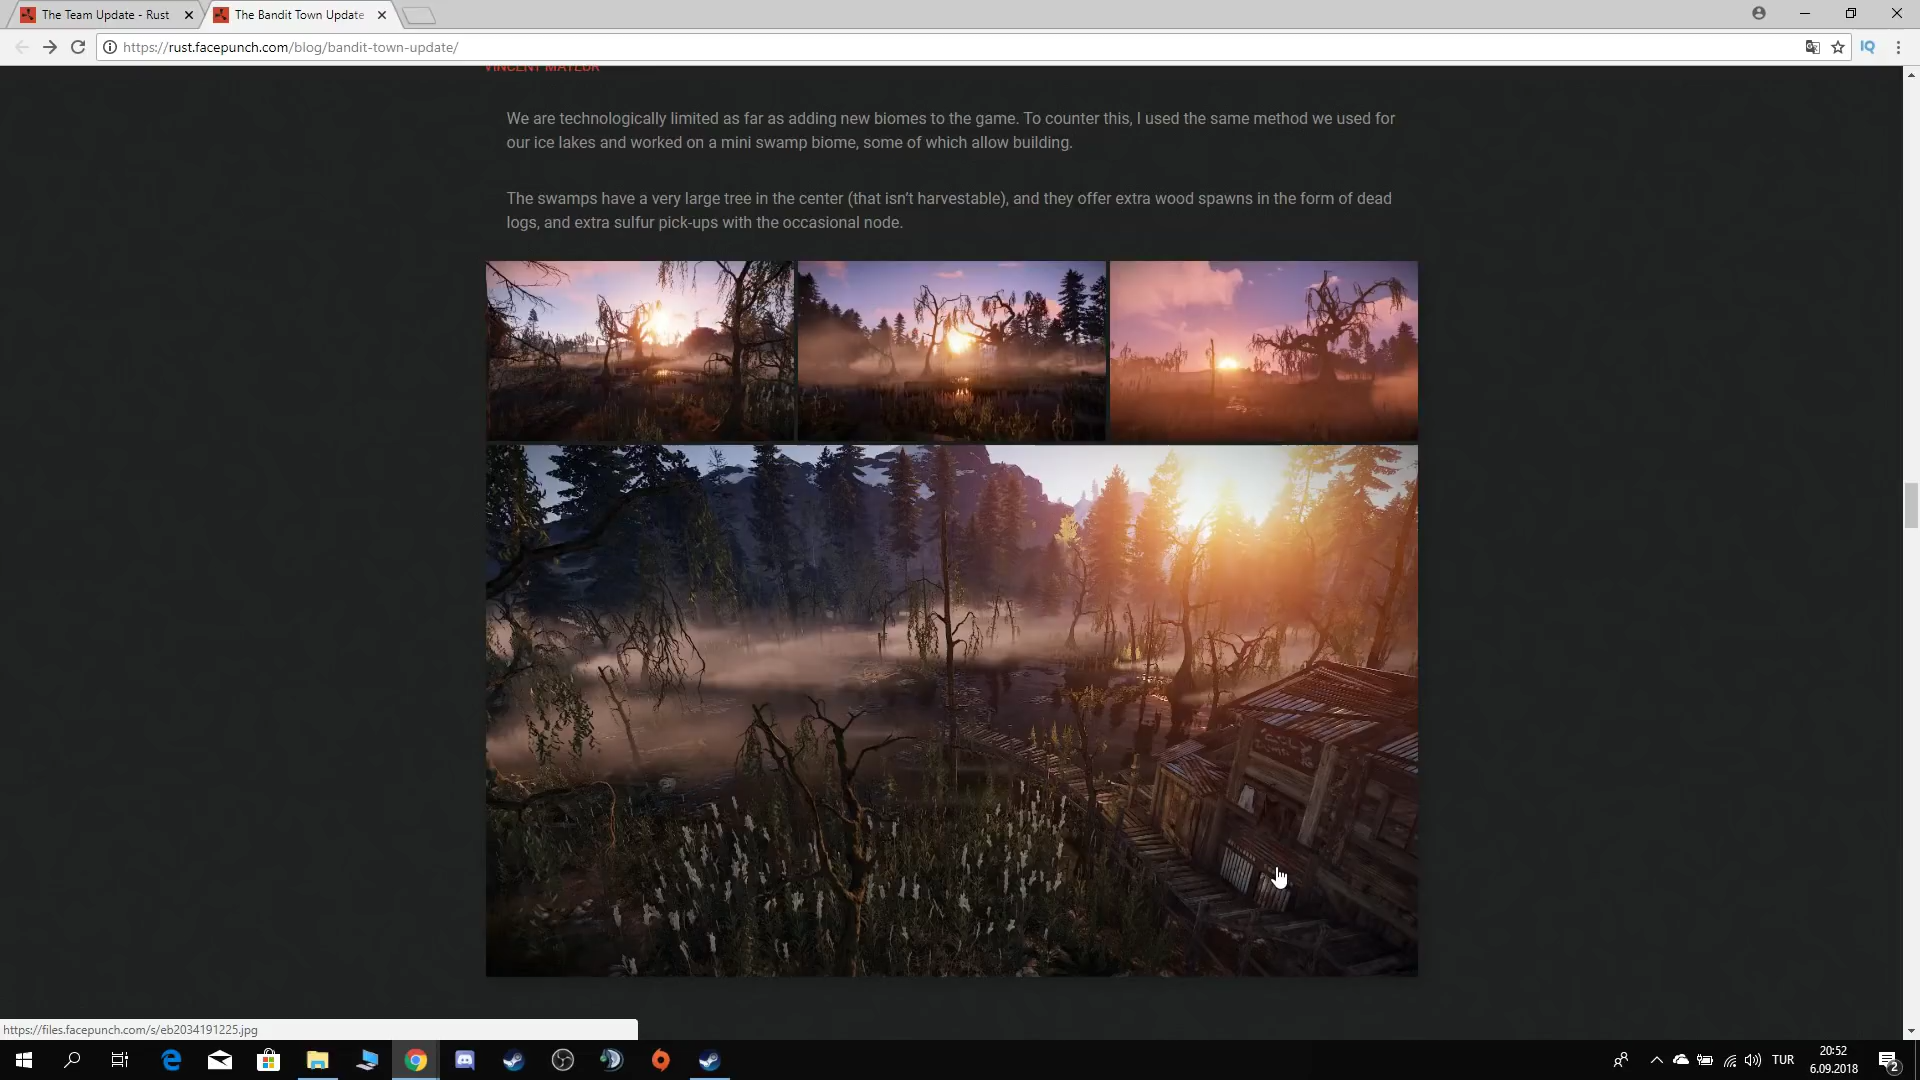 The Team Update - Rust
The Bandit Town Update
https://rust.facepunch.com/blog/bandit-town-update/
IQ
VINCENT MAYEUR
We are technologically limited as far as adding new biomes to the game. To counter this, I used the same method we used for
our ice lakes and worked on a mini swamp biome, some of which allow building.
The swamps have a very large tree in the center (that isn’t harvestable), and they offer extra wood spawns in the form of dead
logs, and extra sulfur pick-ups with the occasional node.
https://files.facepunch.com/s/eb2034191225.jpg
TUR
20:52
6.09.2018
2